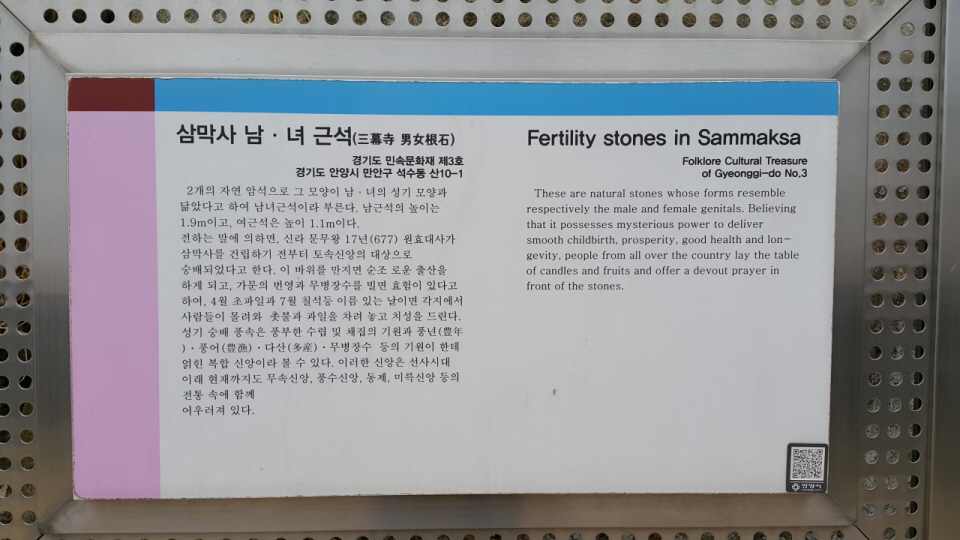 삼막사 남 · 녀 근석(三幕寺 男女根石)
경기도 민속문화재 제3호
경기도 안양시 만안구 석수동 산10-1
2개의 자연 암석으로 그 모양이 남 · 녀의 성기 모양과
닮았다고 하여 남녀근석이라 부른다. 남근석의 높이는
1.9m이고, 여근석은 높이 1.1m이다.
전하는 말에 의하면, 신라 문무왕 17년(677) 원효대사가
삼막사를 건립하기 전부터 토속신앙의 대상으로
숭배되었다고 한다. 이 바위를 만지면 순조 로운 출산을
하게 되고, 가문의 번영과 무병장수를 빌면 효험이 있다고
하여, 4월 초파일과 7월 칠석등 이름 있는 날이면 각지에서
사람들이 몰려와 촛불과 과일을 차려 놓고 치성을 드린다.
성기 숭배 풍속은 풍부한 수렵 및 채집의 기원과 풍년(豊年
) · 풍어(豊漁) · 다산(多産) · 무병장수 등의 기원이 한데
얽힌 복합 신앙이라 볼 수 있다. 이러한 신앙은 선사시대
이래 현재까지도 무속신앙, 풍수신앙, 동제, 미륵신앙 등의
전통 속에 함께
어우러져 있다.
Fertility stones in Sammaksa
Folklore Cultural Treasure
of Gyeonggi-do No.3
These are natural stones whose forms resemble
respectively the male and female genitals. Believing
that it possesses mysterious power to deliver
smooth childbirth, prosperity, good health and lon-
gevity, people from all over the country lay the table
of candles and fruits and offer a devout prayer in
front of the stones.
안양시